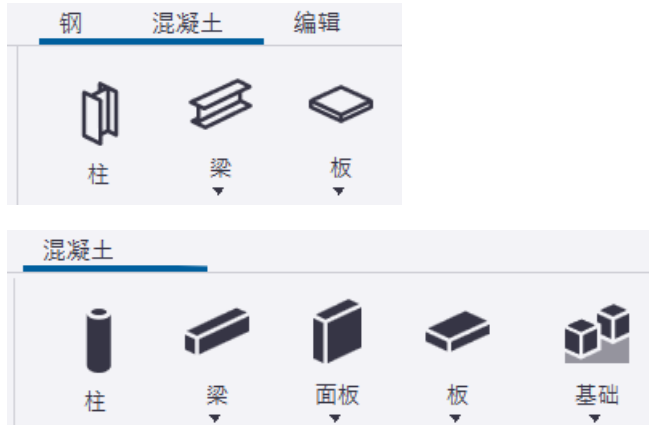 钢 混凝土 编辑
柱 梁 板
混凝土
柱 梁 面板 板 基础